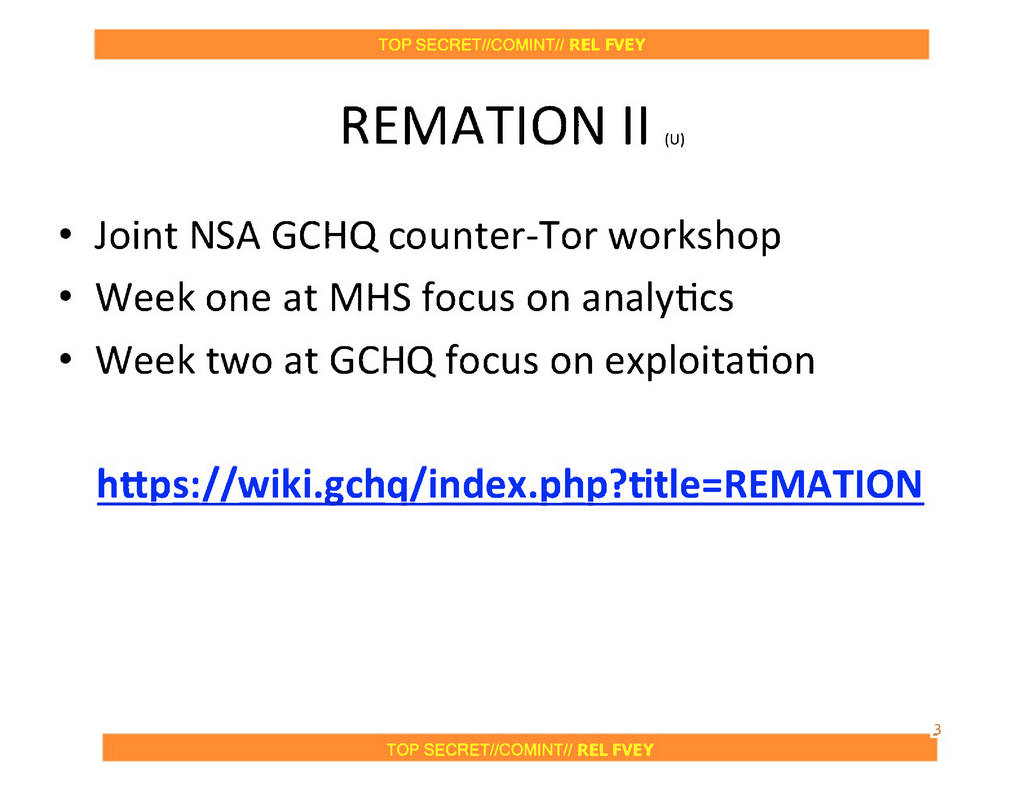 TOP SECRET//COMINT// REL FVEY
REMATION II (U)
• Joint NSA GCHQ counter-Tor workshop
• Week one at MHS focus on analytics
• Week two at GCHQ focus on exploitation
https://wiki.gchq/index.php?title=REMATION
3
TOP SECRET//COMINT// REL FVEY